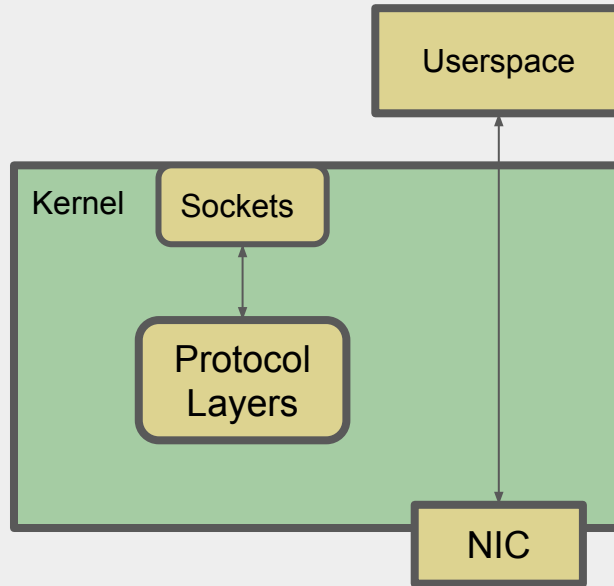 Userspace
Kernel
Sockets
Protocol
Layers
NIC